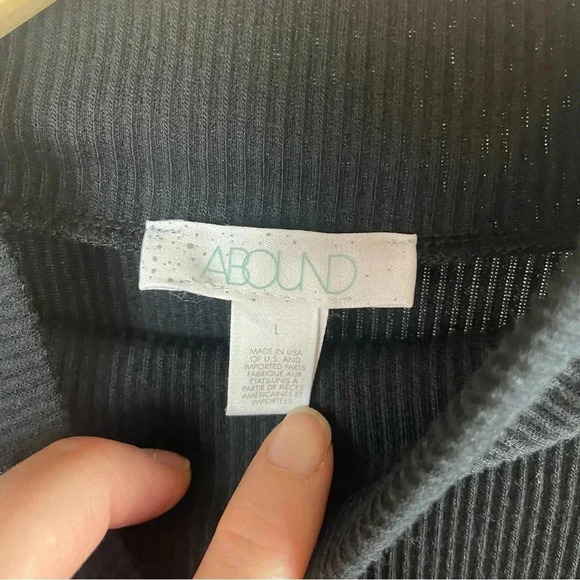 ABOUND
L
MADE IN USA
OF U.S. AND
IMPORTED PARTS
FABRIQUÉ AUX
ÉTATS-UNIS À
PARTIR DE PIÈCES
AMÉRICAINES ET
IMPORTÉES